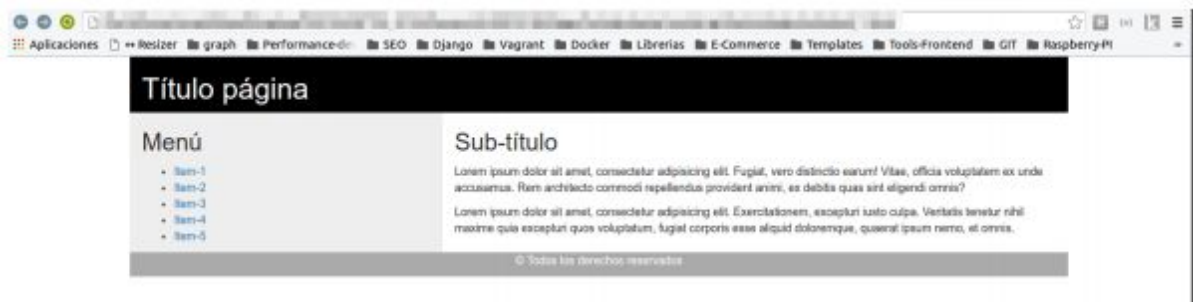 Aplicaciones ↔ Resizer graph Performance-de SEO Django Vagrant Docker Librerias E-Commerce Templates Tools-Frontend GIT Raspberry-PI
Título página
Menú
Item-1
Item-2
Item-3
Item-4
Item-5
Sub-título
Lorem ipsum dolor sit amet, consectetur adipisicing elit. Fugiat, vero distinctio earum! Vitae, officia voluptatem ex unde
accusamus. Rem architecto commodi repellendus provident animi, ex debitis quas sint eligendi omnis?
Lorem ipsum dolor sit amet, consectetur adipisicing elit. Exercitationem, excepturi iusto culpa. Veritatis tenetur nihil
maxime quia excepturi quos voluptatum, fugiat corporis esse aliquid doloremque, quaerat ipsum nemo, et omnis.
© Todos los derechos reservados